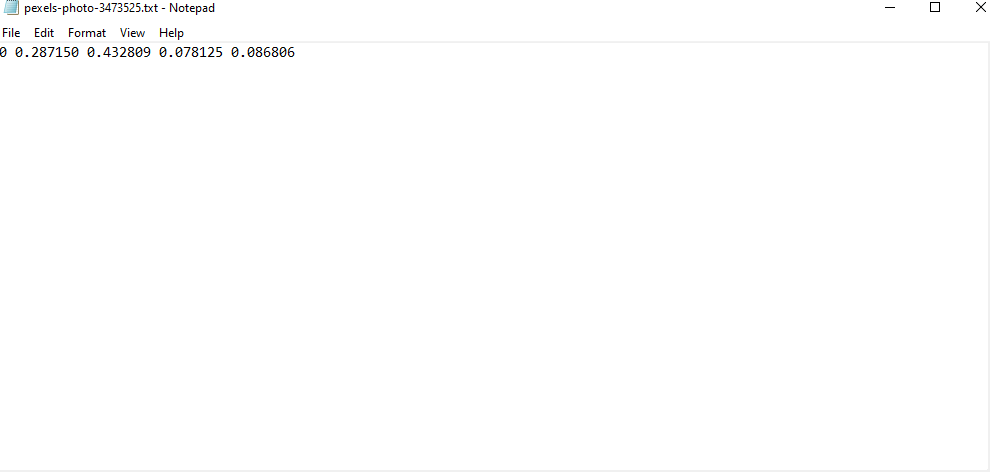 pexels-photo-3473525.txt - Notepad
File Edit Format View Help
0 0.287150 0.432809 0.078125 0.086806